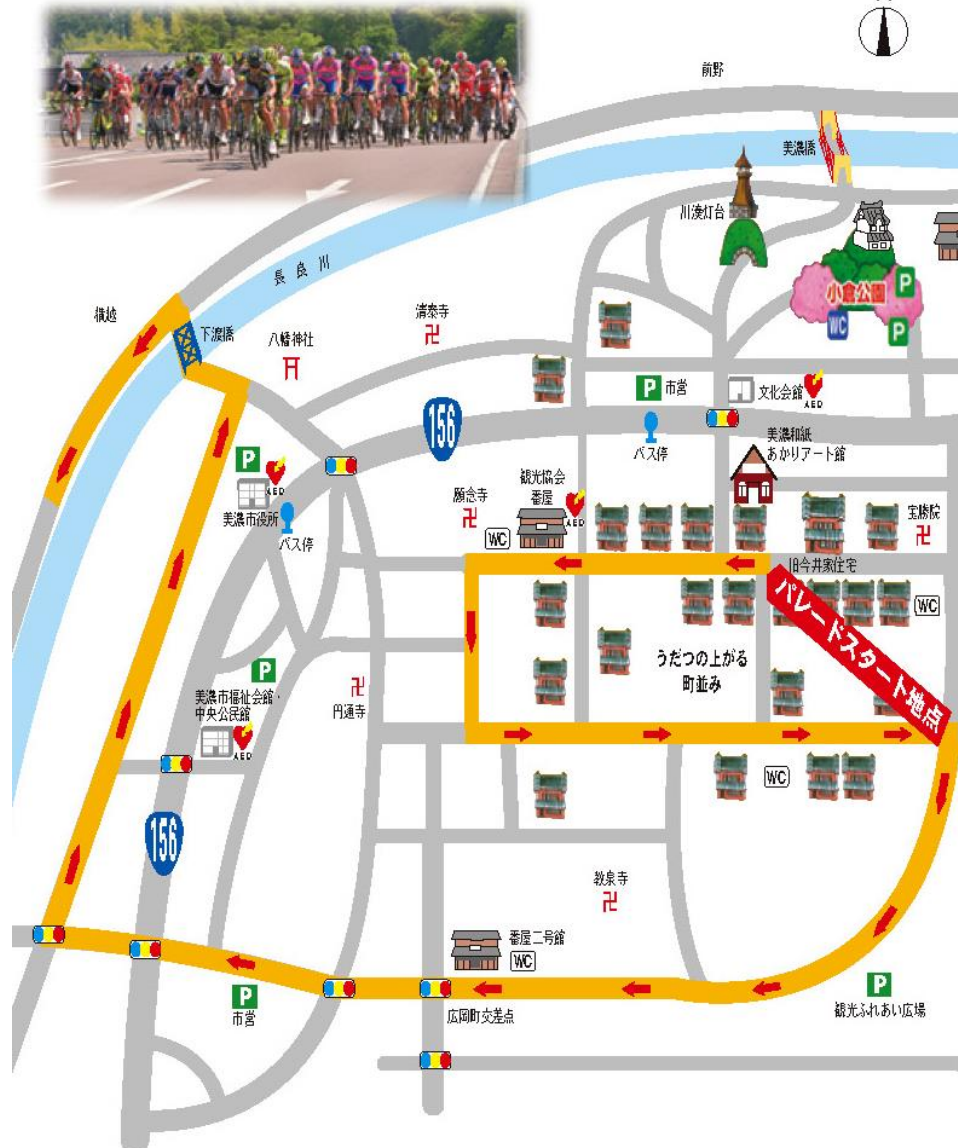 前野
美濃橋
川湊灯台
小倉公園
P
WC
P
長良川
横越
下渡橋
八幡神社
清泰寺
P 市営
文化会館
AED
バス停
156
美濃和紙
あかりアート館
P
AED
美濃市役所
バス停
願念寺
WC
観光協会
番屋
AED
宝勝院
旧今井家住宅
WC
パレードスタート地点
うだつの上がる
町並み
P
美濃市福祉会館・
中央公民館
AED
円通寺
WC
156
教泉寺
番屋二号館
WC
P
市営
広岡町交差点
P
観光ふれあい広場